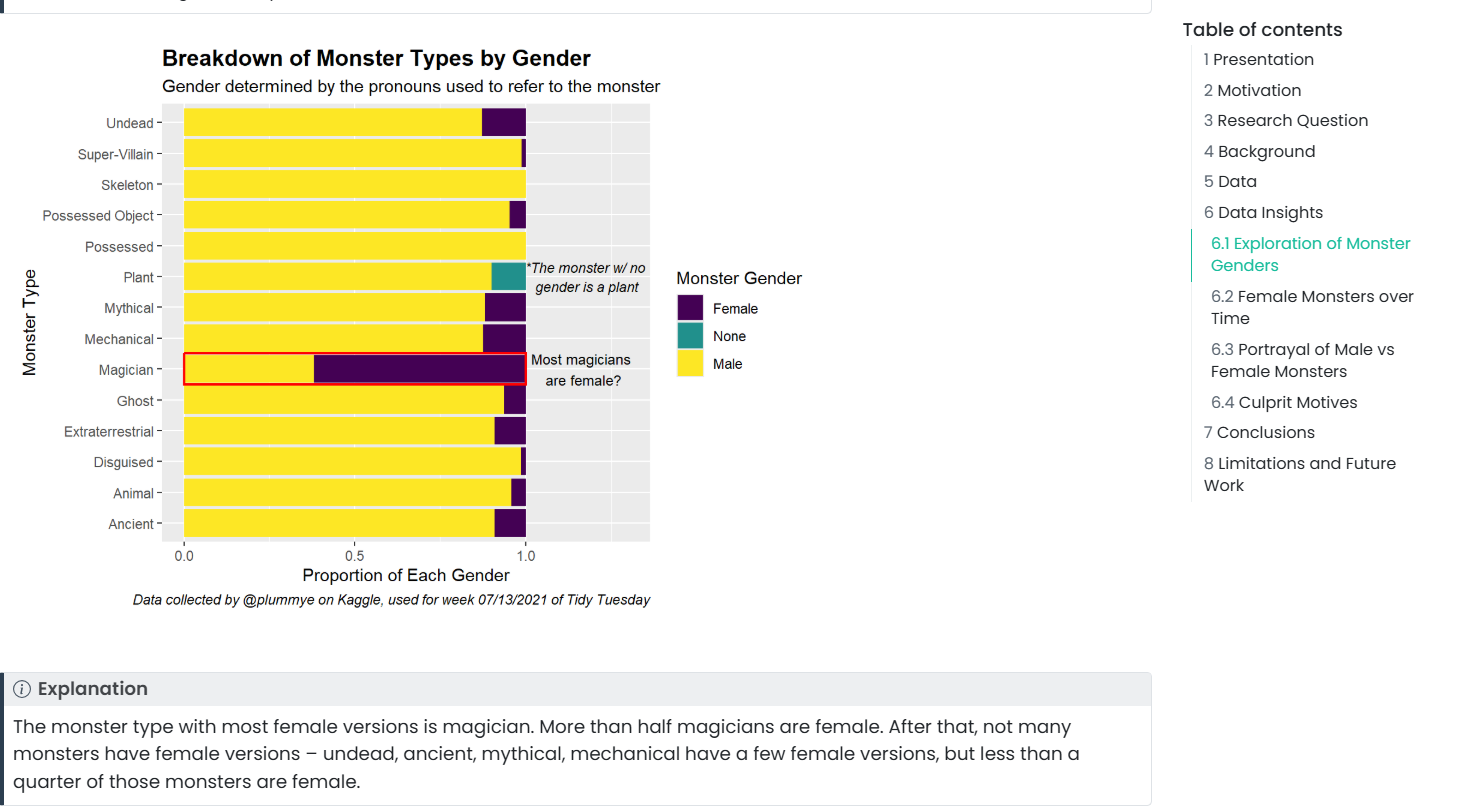 Breakdown of Monster Types by Gender
Gender determined by the pronouns used to refer to the monster
Monster Type
Undead
Super-Villain
Skeleton
Possessed Object
Possessed
Plant
Mythical
Mechanical
Magician
Ghost
Extraterrestrial
Disguised
Animal
Ancient
*The monster w/ no
gender is a plant
Most magicians
are female?
0.0 0.5 1.0
Proportion of Each Gender
Data collected by @plummye on Kaggle, used for week 07/13/2021 of Tidy Tuesday
Monster Gender
Female
None
Male
Explanation
The monster type with most female versions is magician. More than half magicians are female. After that, not many
monsters have female versions – undead, ancient, mythical, mechanical have a few female versions, but less than a
quarter of those monsters are female.
Table of contents
1 Presentation
2 Motivation
3 Research Question
4 Background
5 Data
6 Data Insights
6.1 Exploration of Monster
Genders
6.2 Female Monsters over
Time
6.3 Portrayal of Male vs
Female Monsters
6.4 Culprit Motives
7 Conclusions
8 Limitations and Future
Work